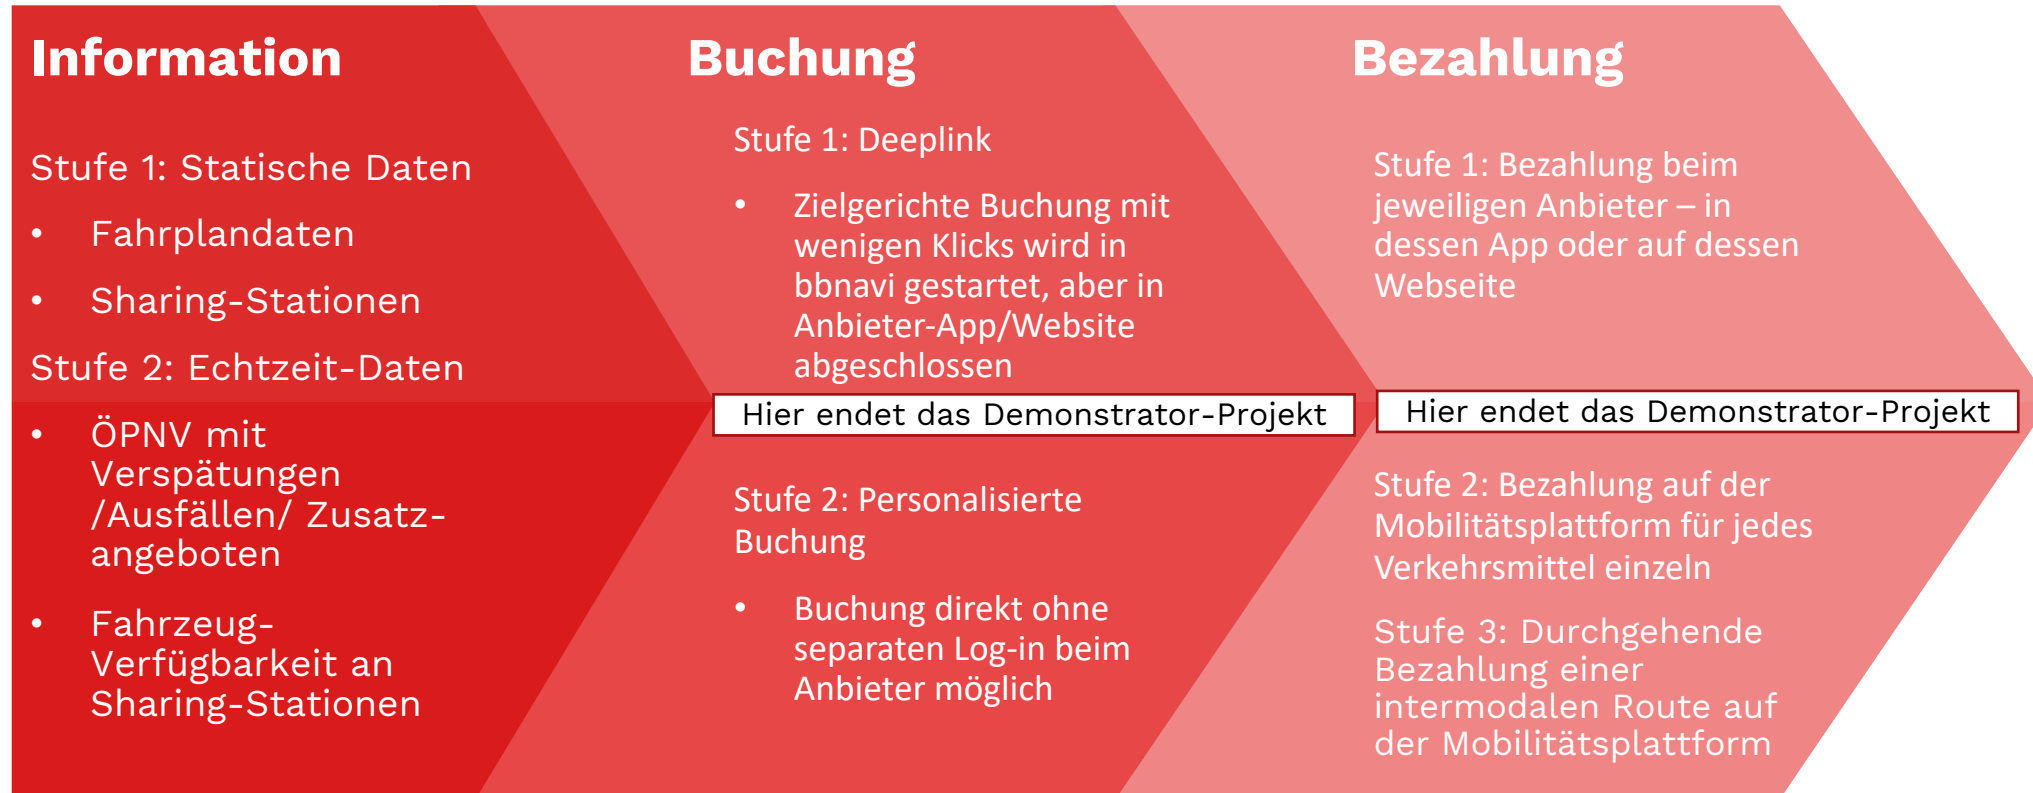 Information
Stufe 1: Statische Daten
• Fahrplandaten
• Sharing-Stationen
Stufe 2: Echtzeit-Daten
• ÖPNV mit
Verspätungen
/Ausfällen/ Zusatz-
angeboten
• Fahrzeug-
Verfügbarkeit an
Sharing-Stationen
Buchung
Stufe 1: Deeplink
• Zielgerichte Buchung mit
wenigen Klicks wird in
bbnavi gestartet, aber in
Anbieter-App/Website
abgeschlossen
Hier endet das Demonstrator-Projekt
Stufe 2: Personalisierte
Buchung
• Buchung direkt ohne
separaten Log-in beim
Anbieter möglich
Bezahlung
Stufe 1: Bezahlung beim
jeweiligen Anbieter – in
dessen App oder auf dessen
Webseite
Hier endet das Demonstrator-Projekt
Stufe 2: Bezahlung auf der
Mobilitätsplattform für jedes
Verkehrsmittel einzeln
Stufe 3: Durchgehende
Bezahlung einer
intermodalen Route auf
der Mobilitätsplattform